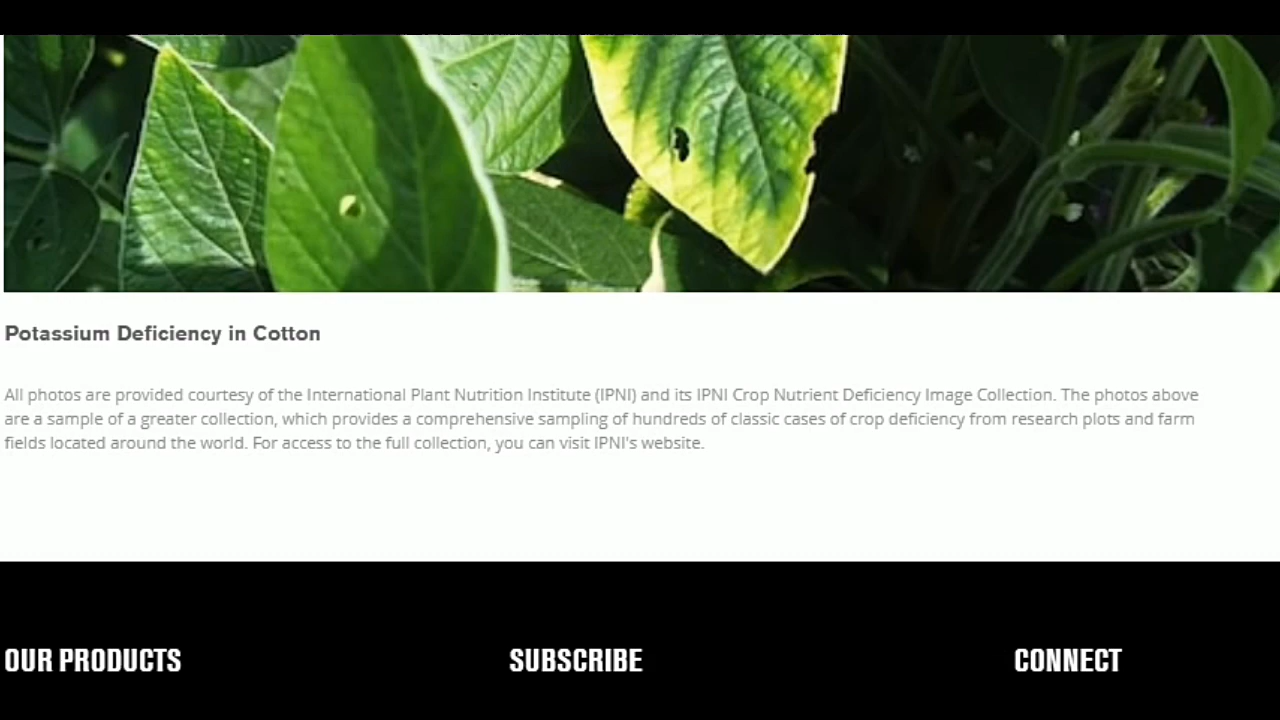 Potassium Deficiency in Cotton
All photos are provided courtesy of the International Plant Nutrition Institute (IPNI) and its IPNI Crop Nutrient Deficiency Image Collection. The photos above
are a sample of a greater collection, which provides a comprehensive sampling of hundreds of classic cases of crop deficiency from research plots and farm
fields located around the world. For access to the full collection, you can visit IPNI's website.
OUR PRODUCTS
SUBSCRIBE
CONNECT